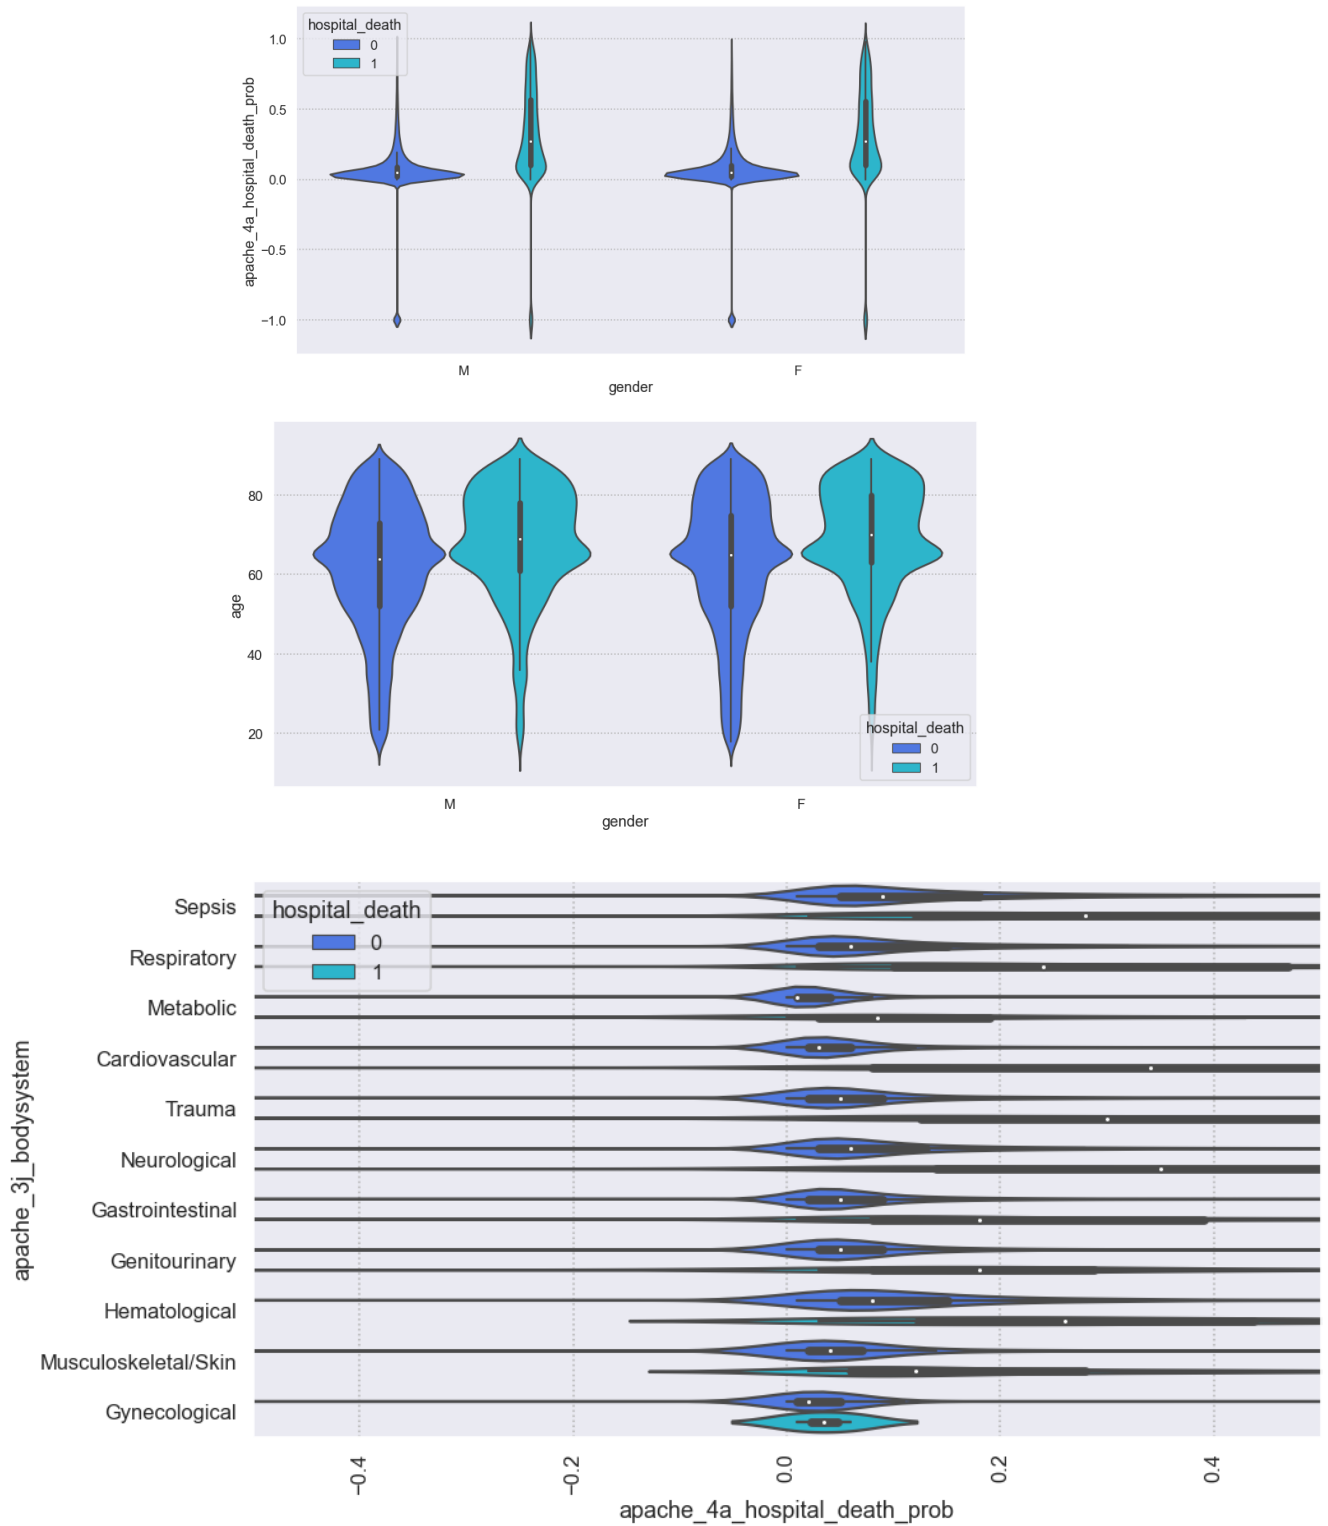 hospital_death
0
1
1.0
0.5
0.0
−0.5
−1.0
apache_4a_hospital_death_prob
M
F
gender
80
60
40
20
age
hospital_death
0
1
M
F
gender
hospital_death
0
1
Sepsis
Respiratory
Metabolic
Cardiovascular
Trauma
Neurological
Gastrointestinal
Genitourinary
Hematological
Musculoskeletal/Skin
Gynecological
apache_3j_bodysystem
−0.4
−0.2
0.0
0.2
0.4
apache_4a_hospital_death_prob